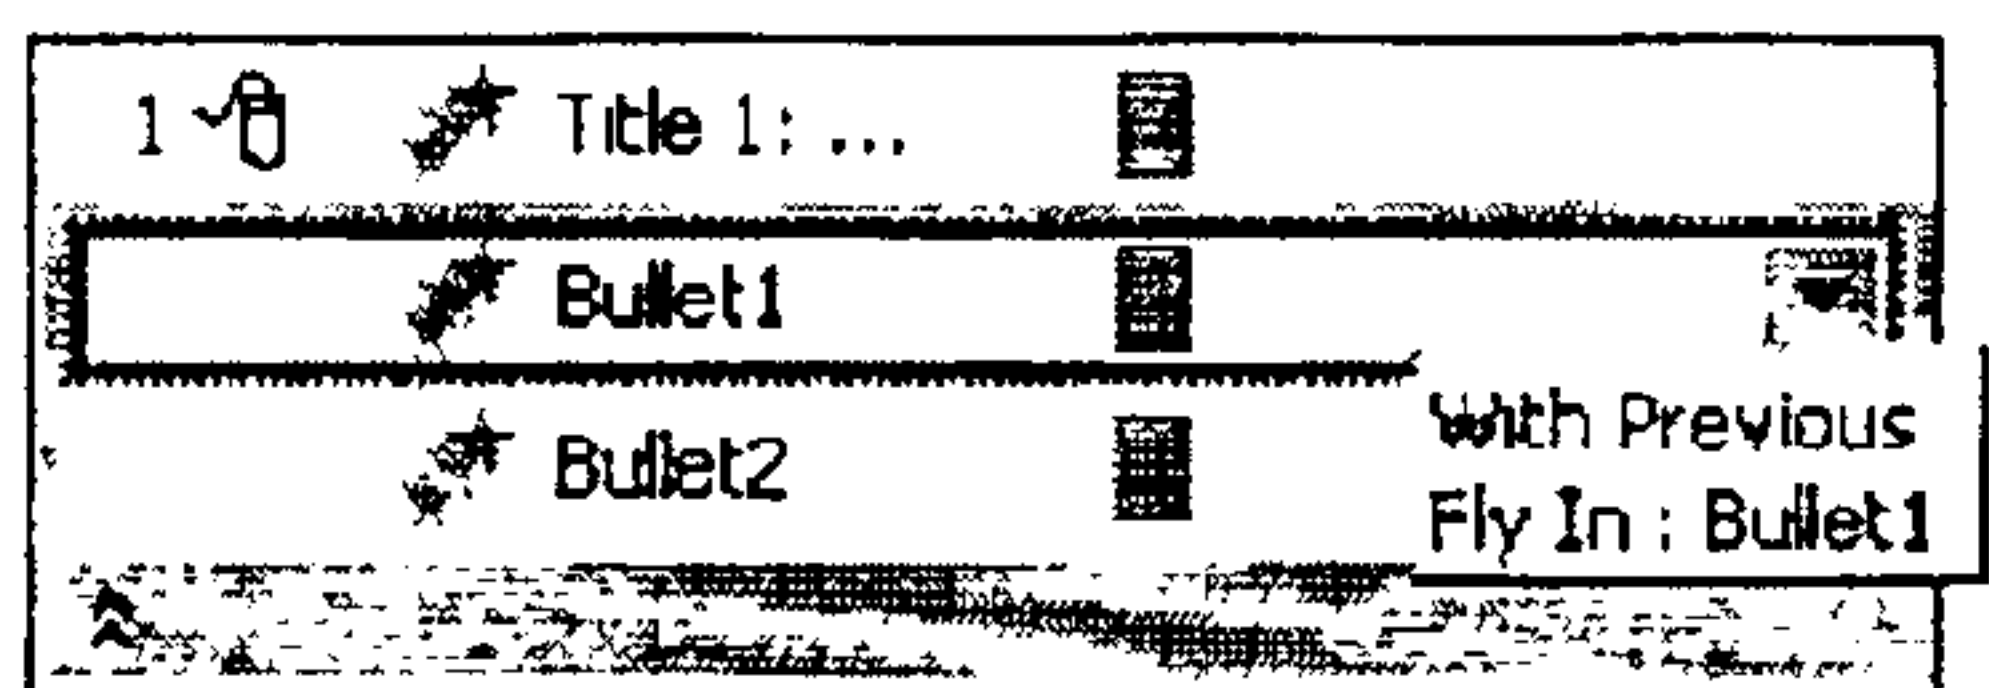 1 Title 1: ...
Bullet1
Bullet2
With Previous
Fly In : Bullet1